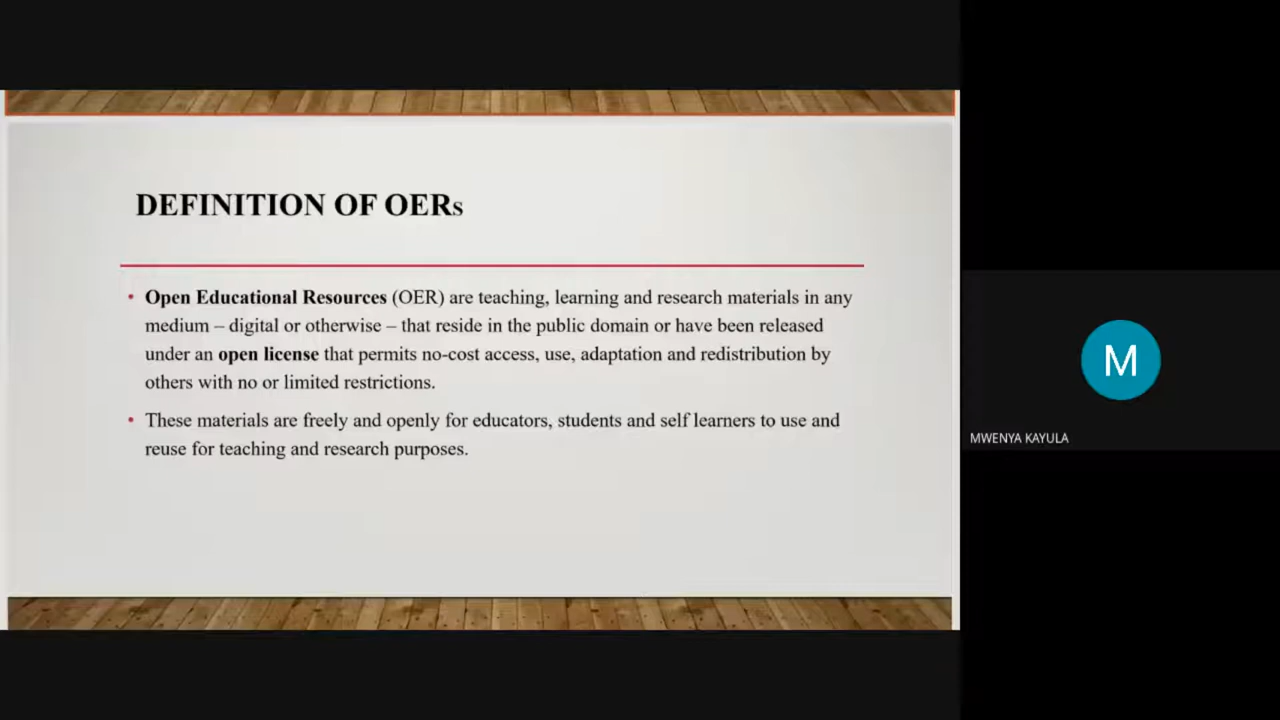 DEFINITION OF OERs
• Open Educational Resources (OER) are teaching, learning and research materials in any
medium – digital or otherwise – that reside in the public domain or have been released
under an open license that permits no-cost access, use, adaptation and redistribution by
others with no or limited restrictions.
• These materials are freely and openly for educators, students and self learners to use and
reuse for teaching and research purposes.
M
MWENYA KAYULA